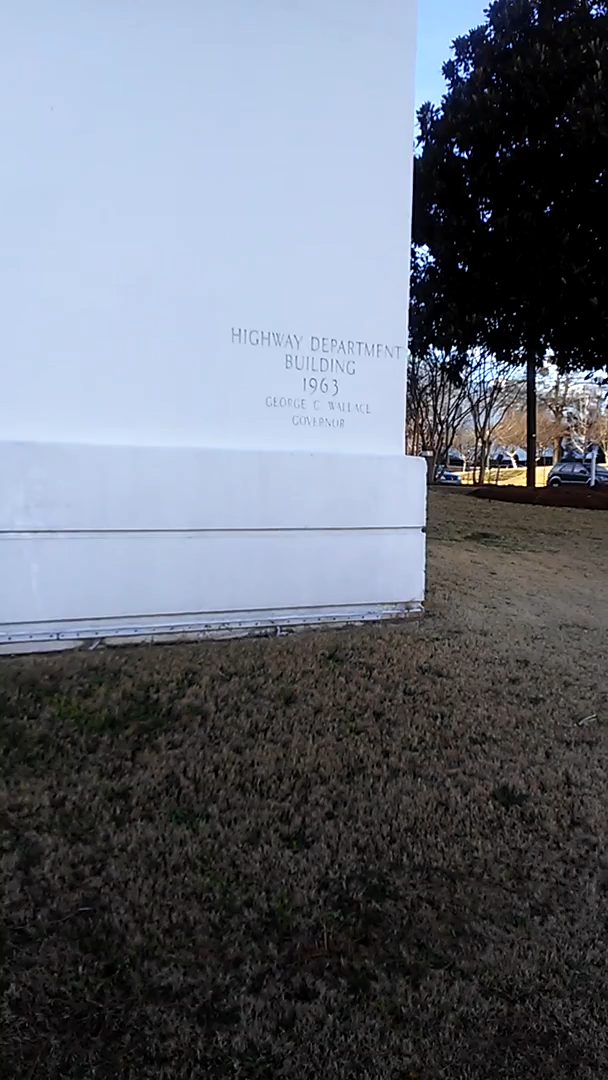 HIGHWAY DEPARTMENT
BUILDING
1963
GEORGE C WALLACE
GOVERNOR